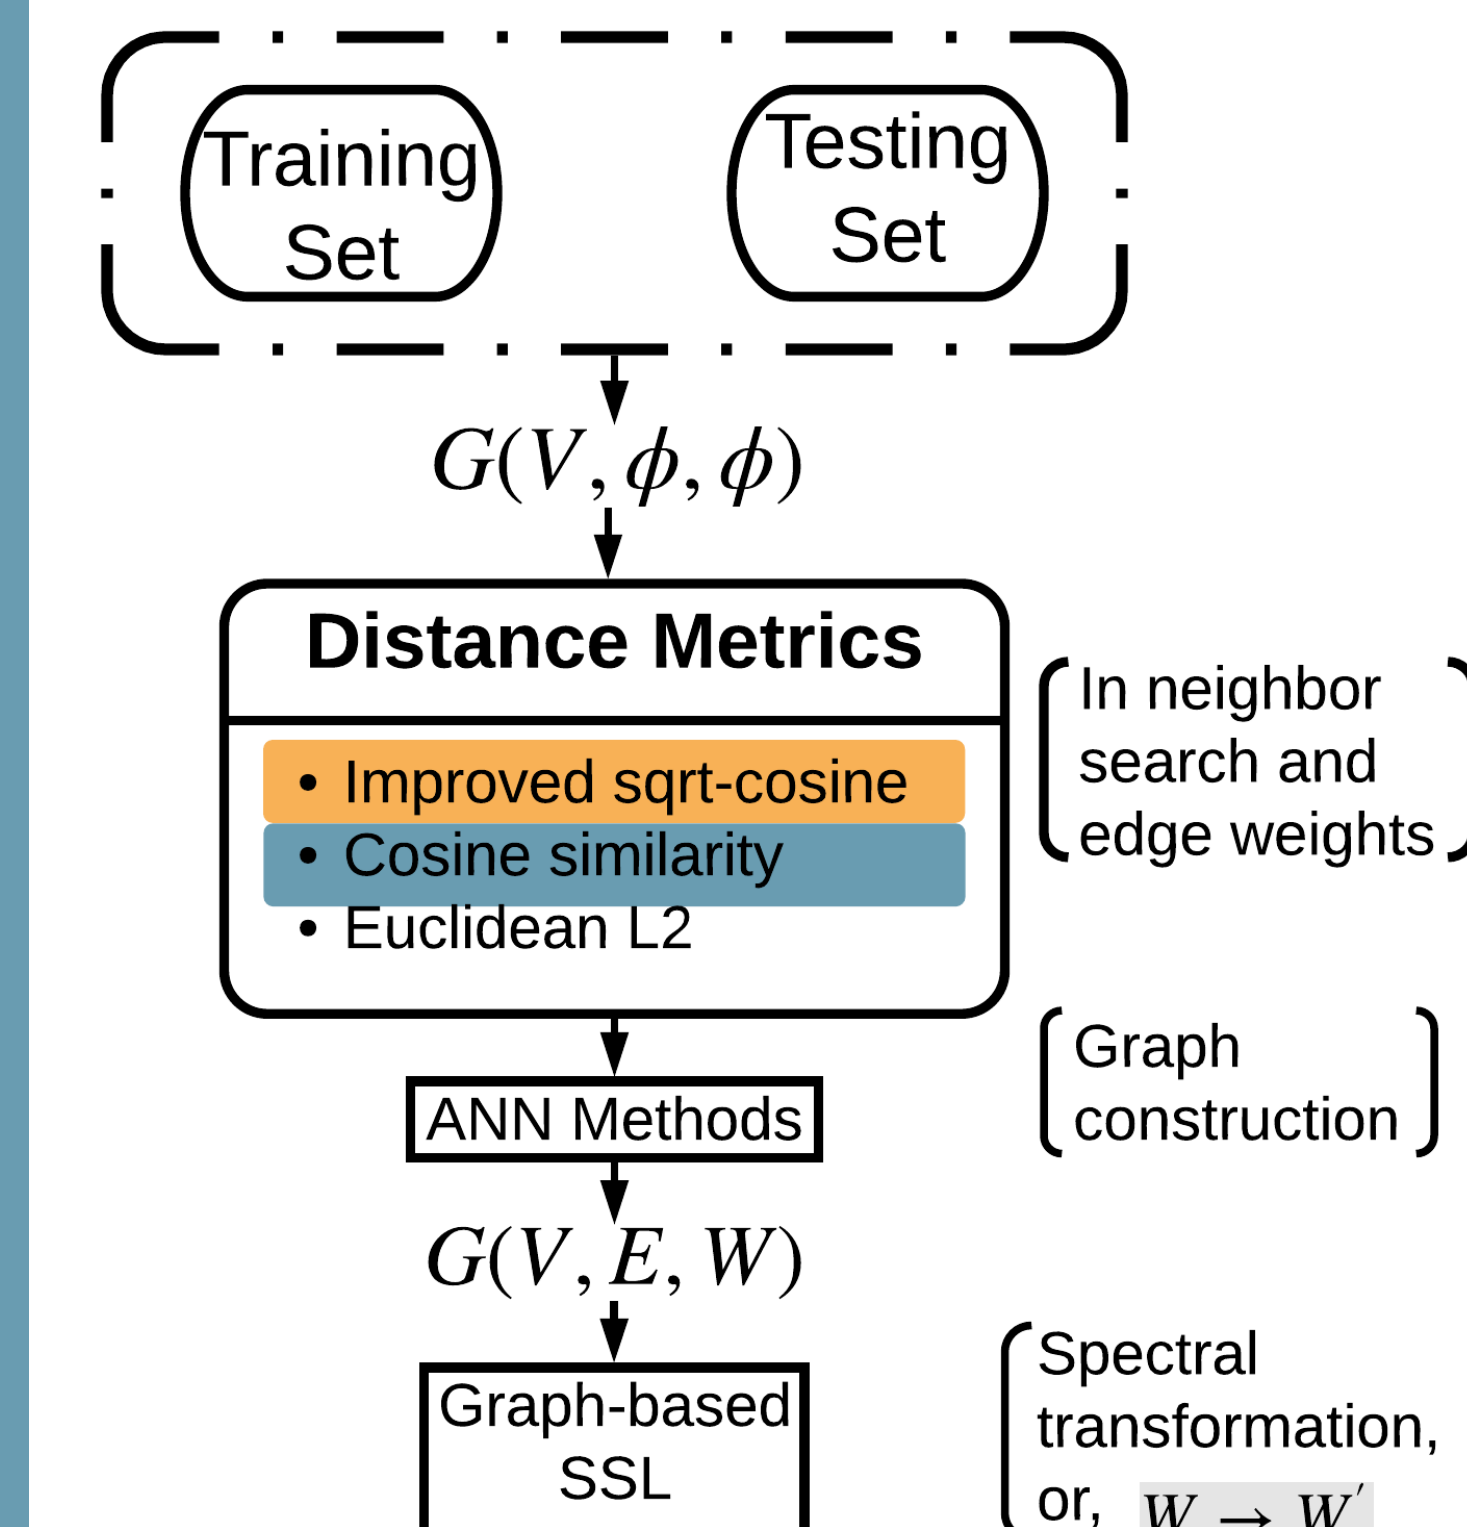 Training
Set
Testing
Set
G(V, ϕ, ϕ)
Distance Metrics
• Improved sqrt-cosine
• Cosine similarity
• Euclidean L2
In neighbor
search and
edge weights
ANN Methods
Graph
construction
G(V, E, W)
Graph-based
SSL
Spectral
transformation,
or, W → W′